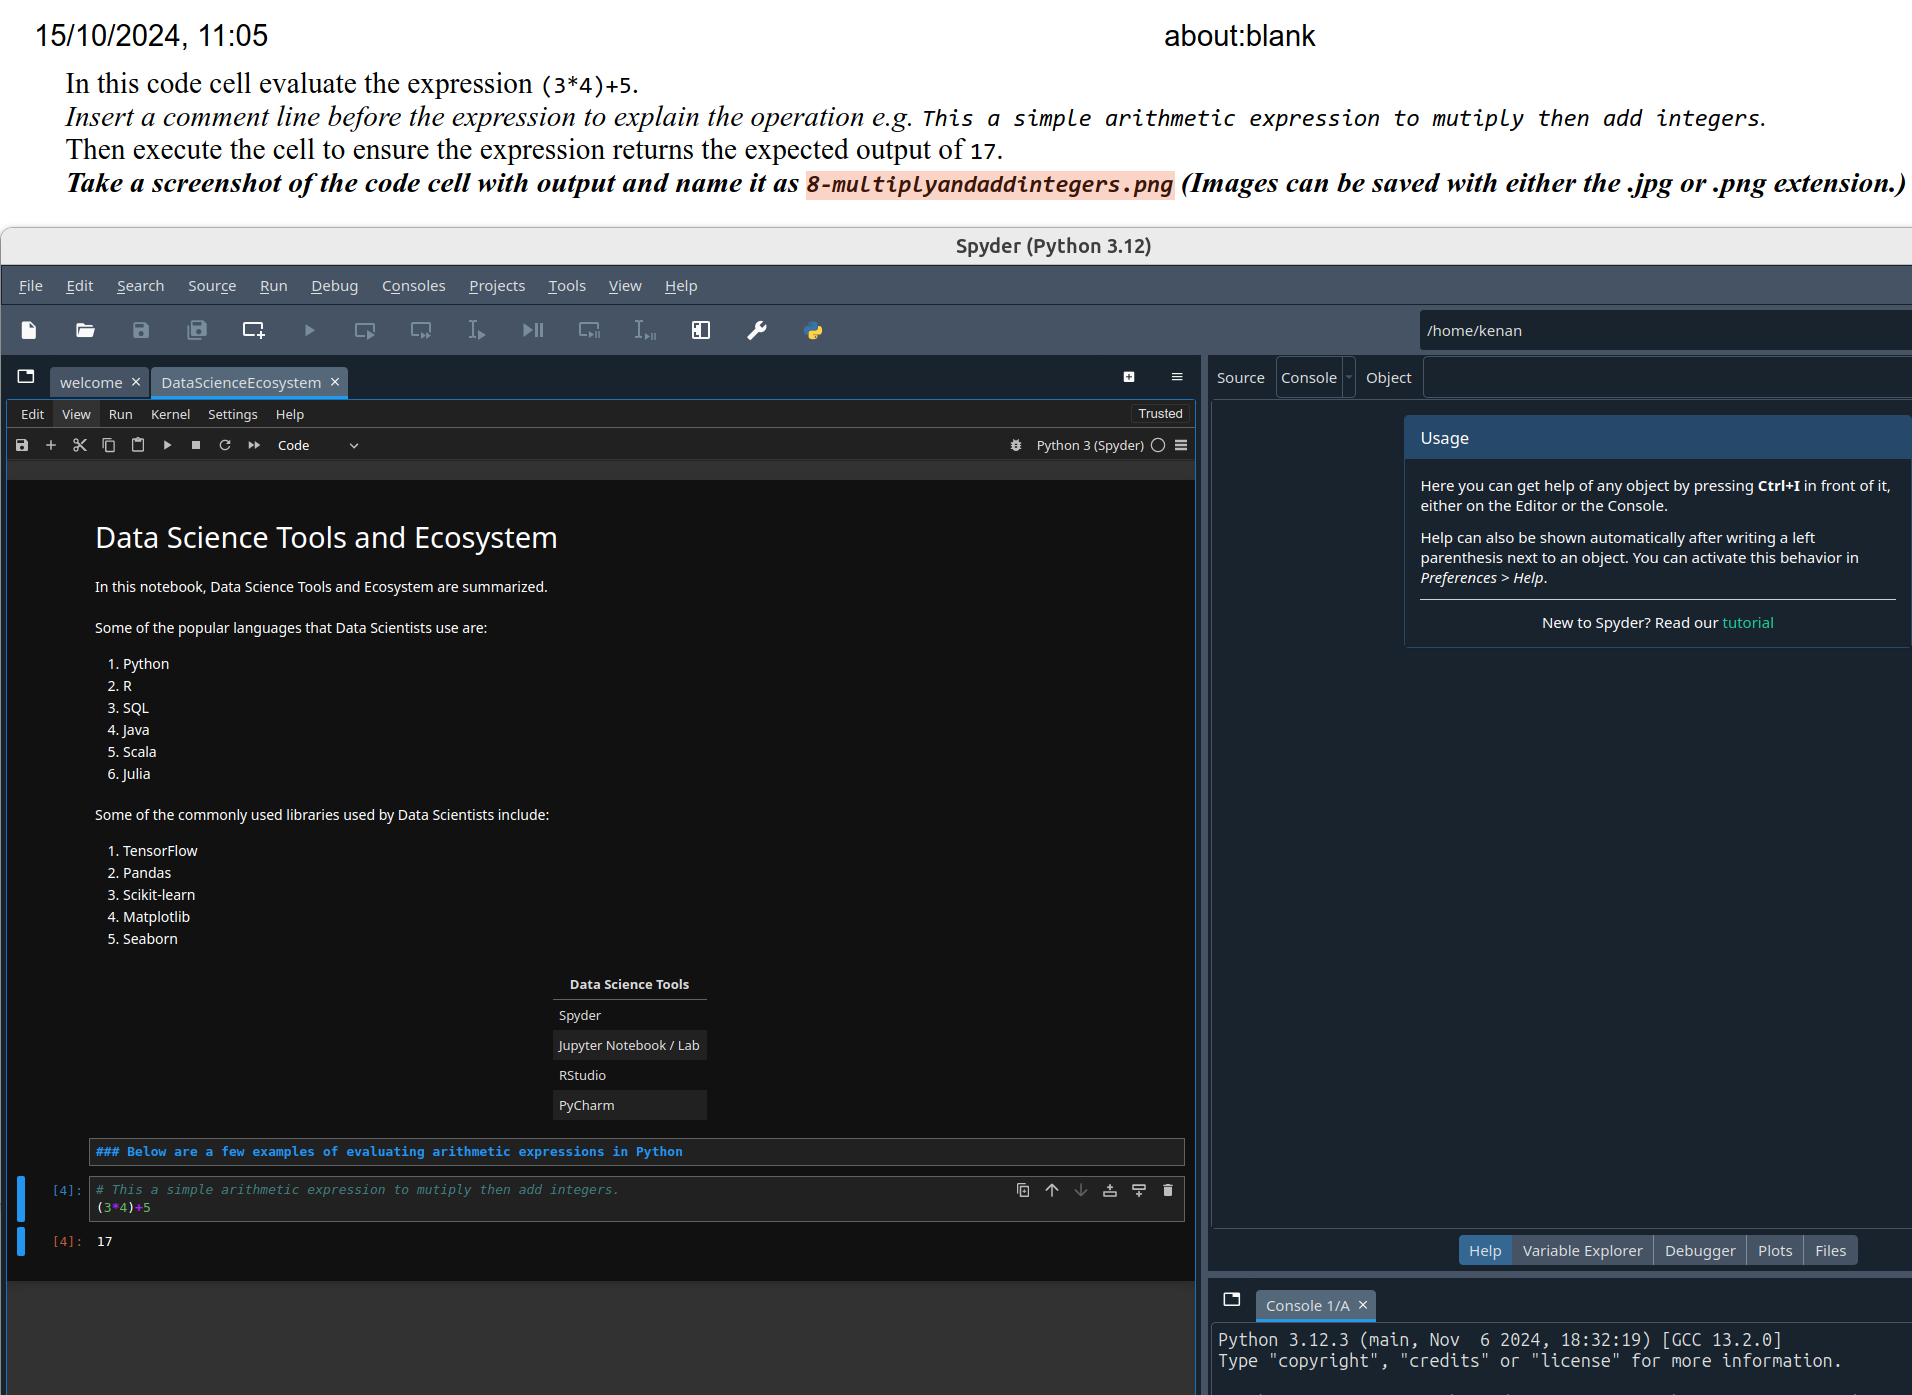 15/10/2024, 11:05
about:blank
In this code cell evaluate the expression (3*4)+5.
Insert a comment line before the expression to explain the operation e.g. This a simple arithmetic expression to mutiply then add integers.
Then execute the cell to ensure the expression returns the expected output of 17.
Take a screenshot of the code cell with output and name it as 8-multiplyandaddintegers.png (Images can be saved with either the .jpg or .png extension.)
Spyder (Python 3.12)
File Edit Search Source Run Debug Consoles Projects Tools View Help
/home/kenan
welcome DataScienceEcosystem
Edit View Run Kernel Settings Help
Trusted
Code
Python 3 (Spyder)
Data Science Tools and Ecosystem
In this notebook, Data Science Tools and Ecosystem are summarized.
Some of the popular languages that Data Scientists use are:
1. Python
2. R
3. SQL
4. Java
5. Scala
6. Julia
Some of the commonly used libraries used by Data Scientists include:
1. TensorFlow
2. Pandas
3. Scikit-learn
4. Matplotlib
5. Seaborn
Data Science Tools
Spyder
Jupyter Notebook / Lab
RStudio
PyCharm
### Below are a few examples of evaluating arithmetic expressions in Python
[4]: # This a simple arithmetic expression to mutiply then add integers.
(3*4)+5
[4]: 17
Source Console Object
Usage
Here you can get help of any object by pressing Ctrl+I in front of it,
either on the Editor or the Console.
Help can also be shown automatically after writing a left
parenthesis next to an object. You can activate this behavior in
Preferences > Help.
New to Spyder? Read our tutorial
Help Variable Explorer Debugger Plots Files
Console 1/A
Python 3.12.3 (main, Nov  6 2024, 18:32:19) [GCC 13.2.0]
Type "copyright", "credits" or "license" for more information.